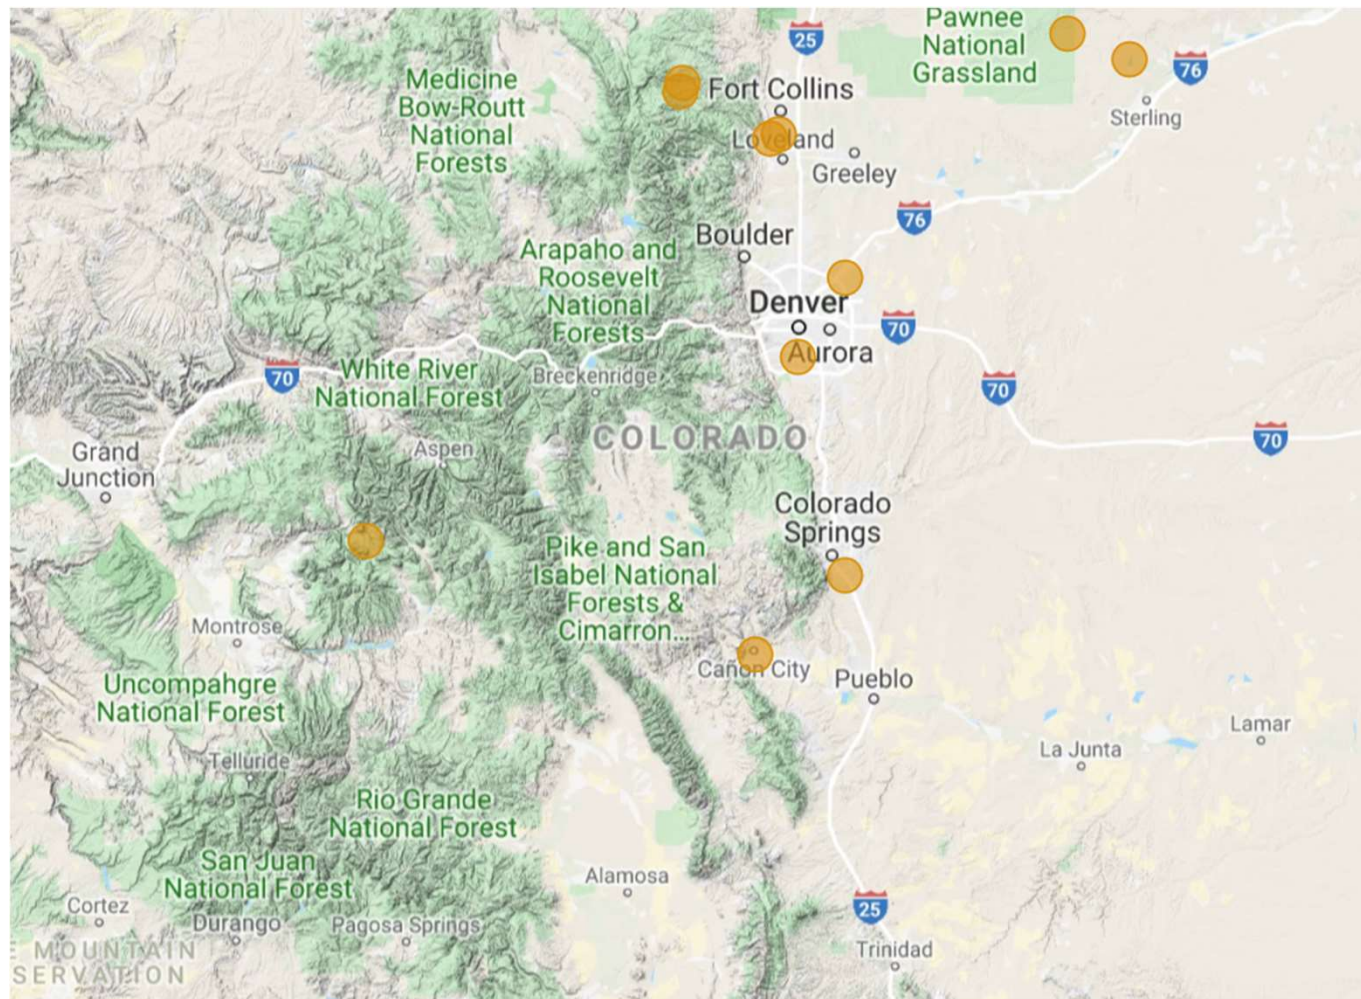 Pawnee
National
Grassland
25
76
Medicine
Bow-Routt
National
Forests
Fort Collins
Sterling
Loveland
Greeley
76
Boulder
Arapaho and
Roosevelt
National
Forests
Denver
70
Aurora
70
White River
National Forest
Breckenridge
70
COLORADO
70
Grand
Junction
Aspen
Colorado
Springs
Pike and San
Isabel National
Forests &
Cimarron...
Montrose
Cañon City
Pueblo
Uncompahgre
National Forest
Lamar
La Junta
Telluride
Rio Grande
National Forest
San Juan
National Forest
Alamosa
Cortez
Durango
Pagosa Springs
25
E MOUNTAIN
SERVATION
Trinidad